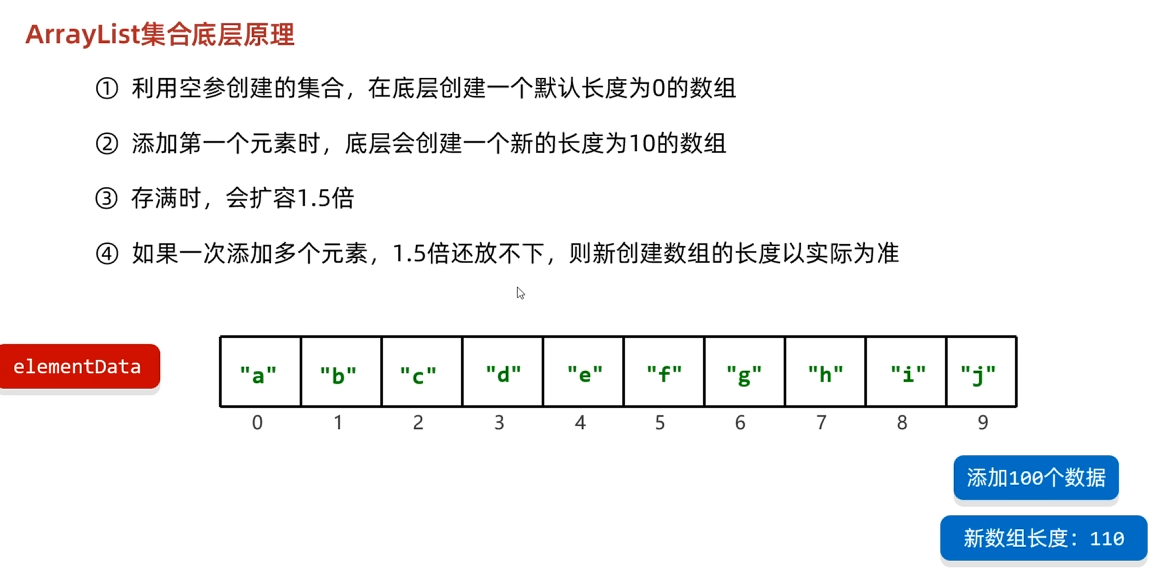 ArrayList集合底层原理
① 利用空参创建的集合，在底层创建一个默认长度为0的数组
② 添加第一个元素时，底层会创建一个新的长度为10的数组
③ 存满时，会扩容1.5倍
④ 如果一次添加多个元素，1.5倍还放不下，则新创建数组的长度以实际为准
elementData
"a" "b" "c" "d" "e" "f" "g" "h" "i" "j"
0 1 2 3 4 5 6 7 8 9
添加100个数据
新数组长度：110